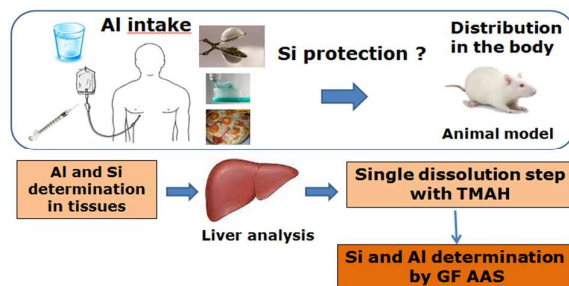 Al intake
Si protection ?
Distribution
in the body
Animal model
Al and Si
determination
in tissues
Liver analysis
Single dissolution step
with TMAH
Si and Al determination
by GF AAS